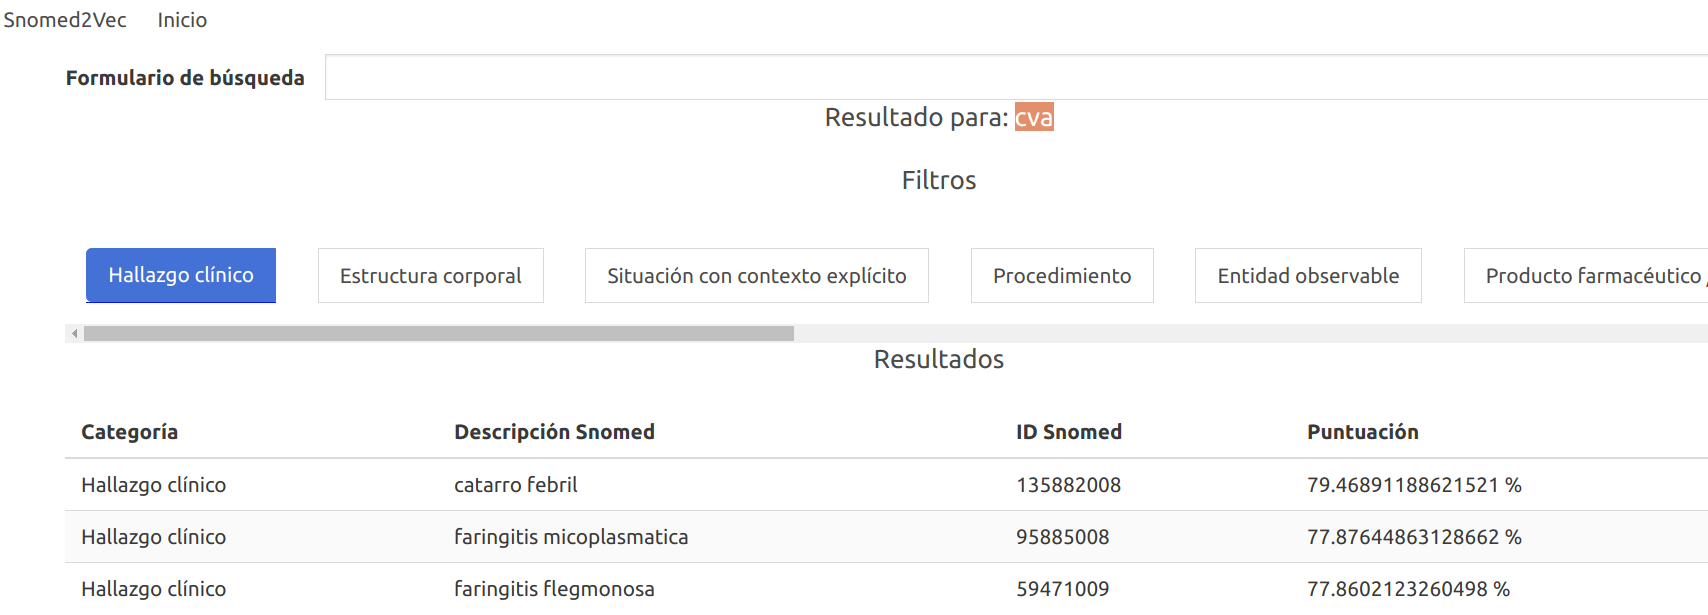 Snomed2Vec Inicio
Formulario de búsqueda
Resultado para: cva
Filtros
Hallazgo clínico Estructura corporal Situación con contexto explícito Procedimiento Entidad observable Producto farmacéutico
Resultados
Categoría Descripción Snomed ID Snomed Puntuación
Hallazgo clínico catarro febril 135882008 79.46891188621521 %
Hallazgo clínico faringitis micoplasmatica 95885008 77.87644863128662 %
Hallazgo clínico faringitis flegmonosa 59471009 77.8602123260498 %